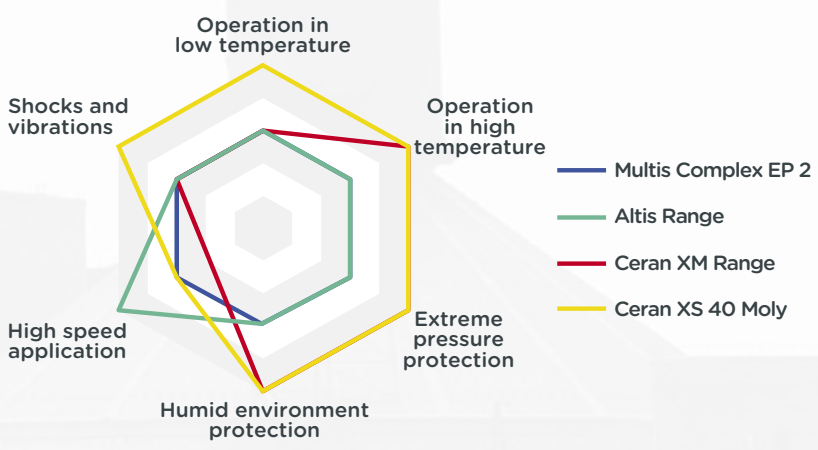 Operation in
low temperature
Shocks and
vibrations
Operation
in high
temperature
Multis Complex EP 2
Altis Range
Ceran XM Range
Ceran XS 40 Moly
High speed
application
Extreme
pressure
protection
Humid environment
protection